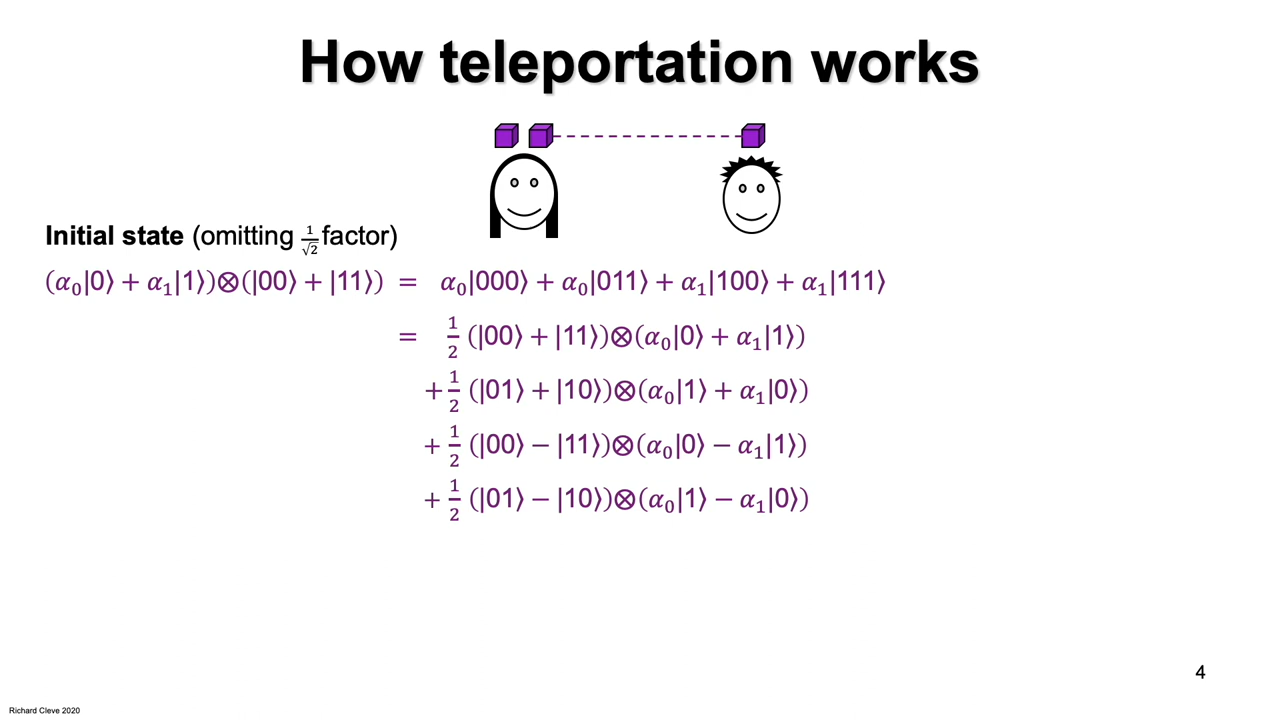 How teleportation works
Initial state (omitting 1/√2 factor)
(α₀|0⟩ + α₁|1⟩)⊗(|00⟩ + |11⟩) = α₀|000⟩ + α₀|011⟩ + α₁|100⟩ + α₁|111⟩
= 1/2 (|00⟩ + |11⟩)⊗(α₀|0⟩ + α₁|1⟩)
+ 1/2 (|01⟩ + |10⟩)⊗(α₀|1⟩ + α₁|0⟩)
+ 1/2 (|00⟩ − |11⟩)⊗(α₀|0⟩ − α₁|1⟩)
+ 1/2 (|01⟩ − |10⟩)⊗(α₀|1⟩ − α₁|0⟩)
4
Richard Cleve 2020